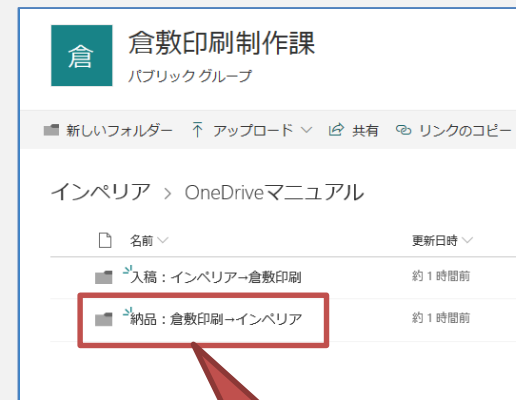 倉
倉敷印刷制作課
パブリック グループ
新しいフォルダー アップロード 共有 リンクのコピー
インペリア > OneDriveマニュアル
名前 更新日時
入稿：インペリア→倉敷印刷 約 1 時間前
納品：倉敷印刷→インペリア 約 1 時間前